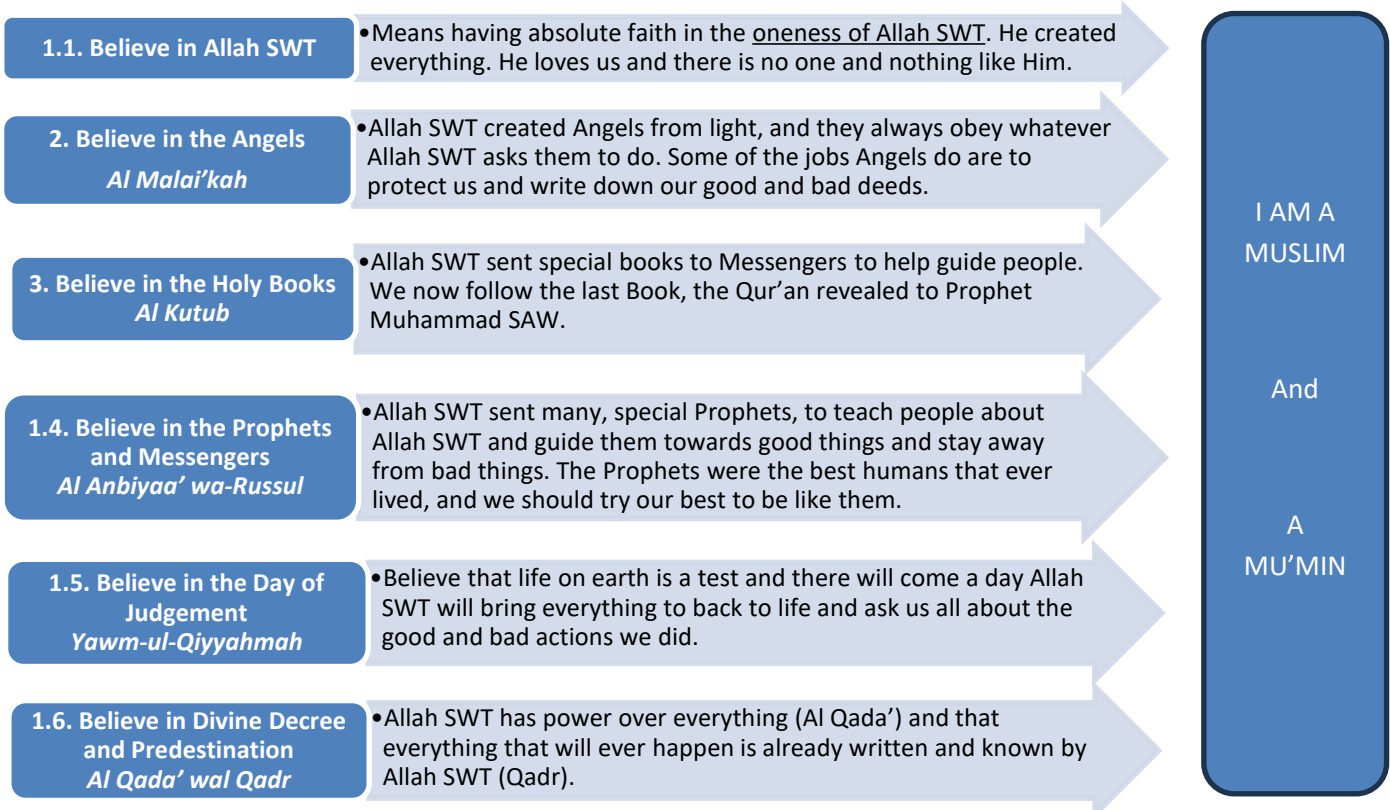 1.1. Believe in Allah SWT
•Means having absolute faith in the oneness of Allah SWT. He created
everything. He loves us and there is no one and nothing like Him.
2. Believe in the Angels
Al Malai’kah
•Allah SWT created Angels from light, and they always obey whatever
Allah SWT asks them to do. Some of the jobs Angels do are to
protect us and write down our good and bad deeds.
3. Believe in the Holy Books
Al Kutub
•Allah SWT sent special books to Messengers to help guide people.
We now follow the last Book, the Qur’an revealed to Prophet
Muhammad SAW.
1.4. Believe in the Prophets
and Messengers
Al Anbiyaa’ wa-Russul
•Allah SWT sent many, special Prophets, to teach people about
Allah SWT and guide them towards good things and stay away
from bad things. The Prophets were the best humans that ever
lived, and we should try our best to be like them.
1.5. Believe in the Day of
Judgement
Yawm-ul-Qiyyahmah
•Believe that life on earth is a test and there will come a day Allah
SWT will bring everything to back to life and ask us all about the
good and bad actions we did.
1.6. Believe in Divine Decree
and Predestination
Al Qada’ wal Qadr
•Allah SWT has power over everything (Al Qada’) and that
everything that will ever happen is already written and known by
Allah SWT (Qadr).
I AM A
MUSLIM
And
A
MU’MIN